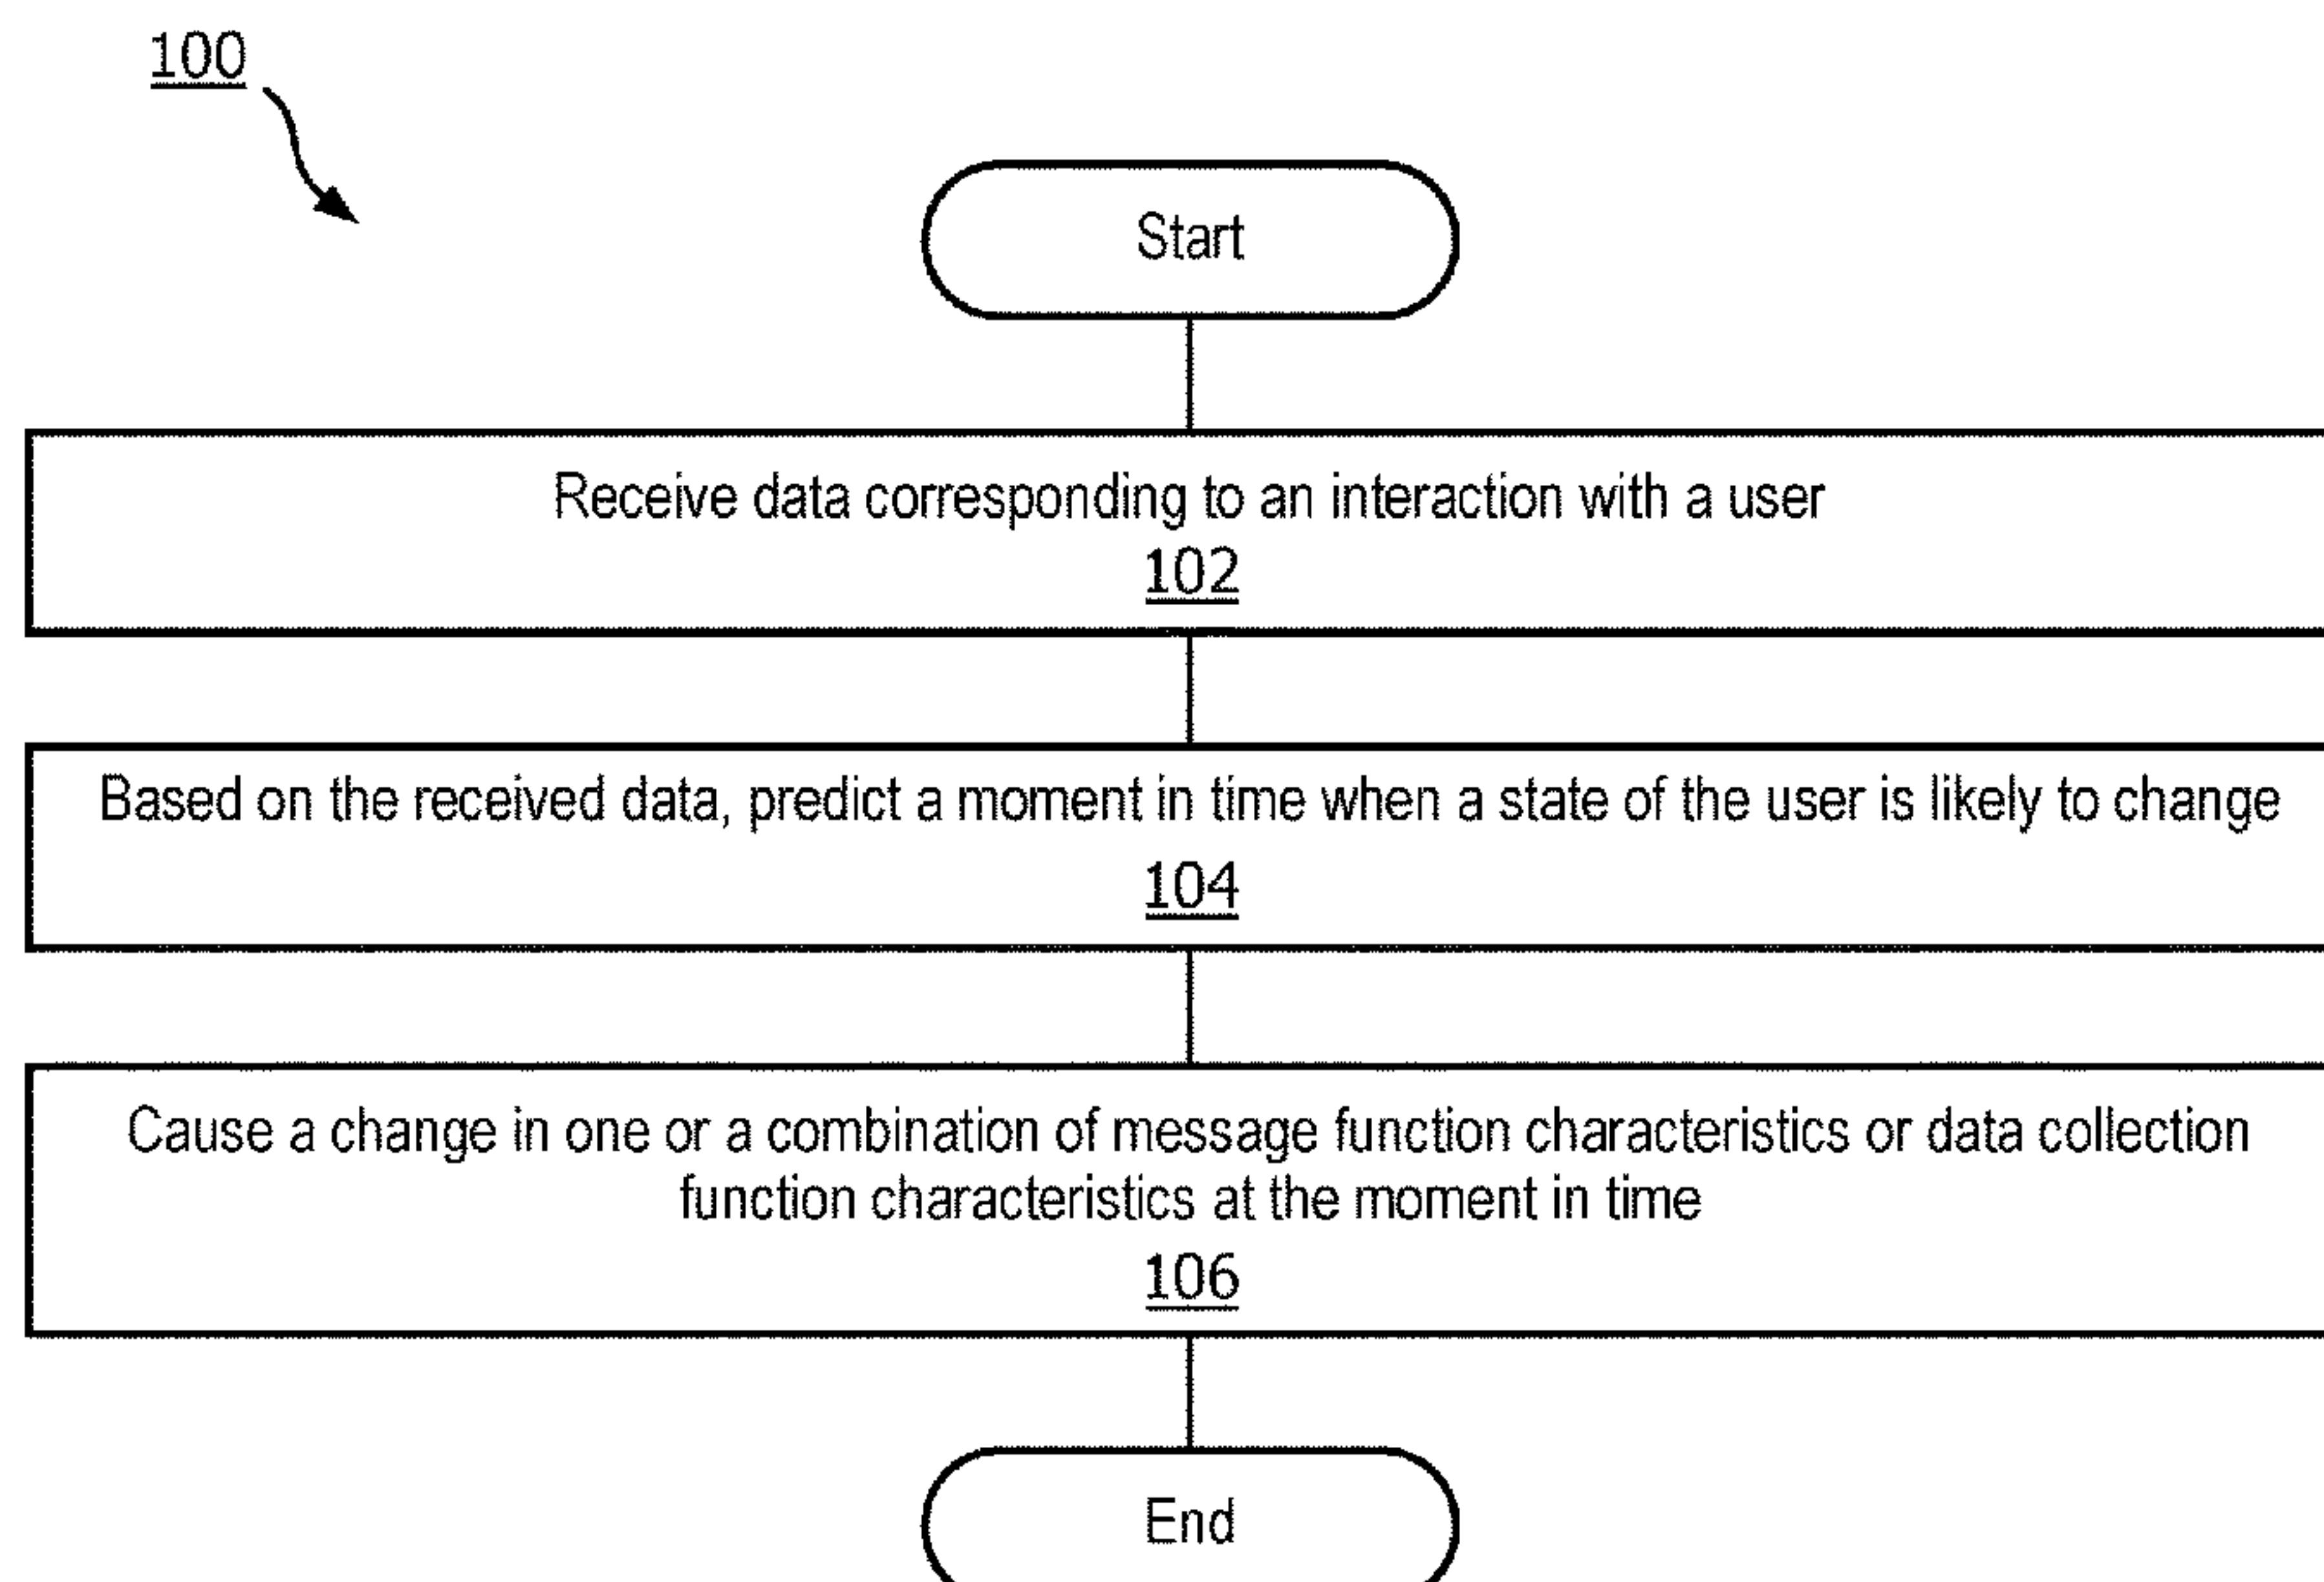 100
Start
Receive data corresponding to an interaction with a user
102
Based on the received data, predict a moment in time when a state of the user is likely to change
104
Cause a change in one or a combination of message function characteristics or data collection
function characteristics at the moment in time
106
End